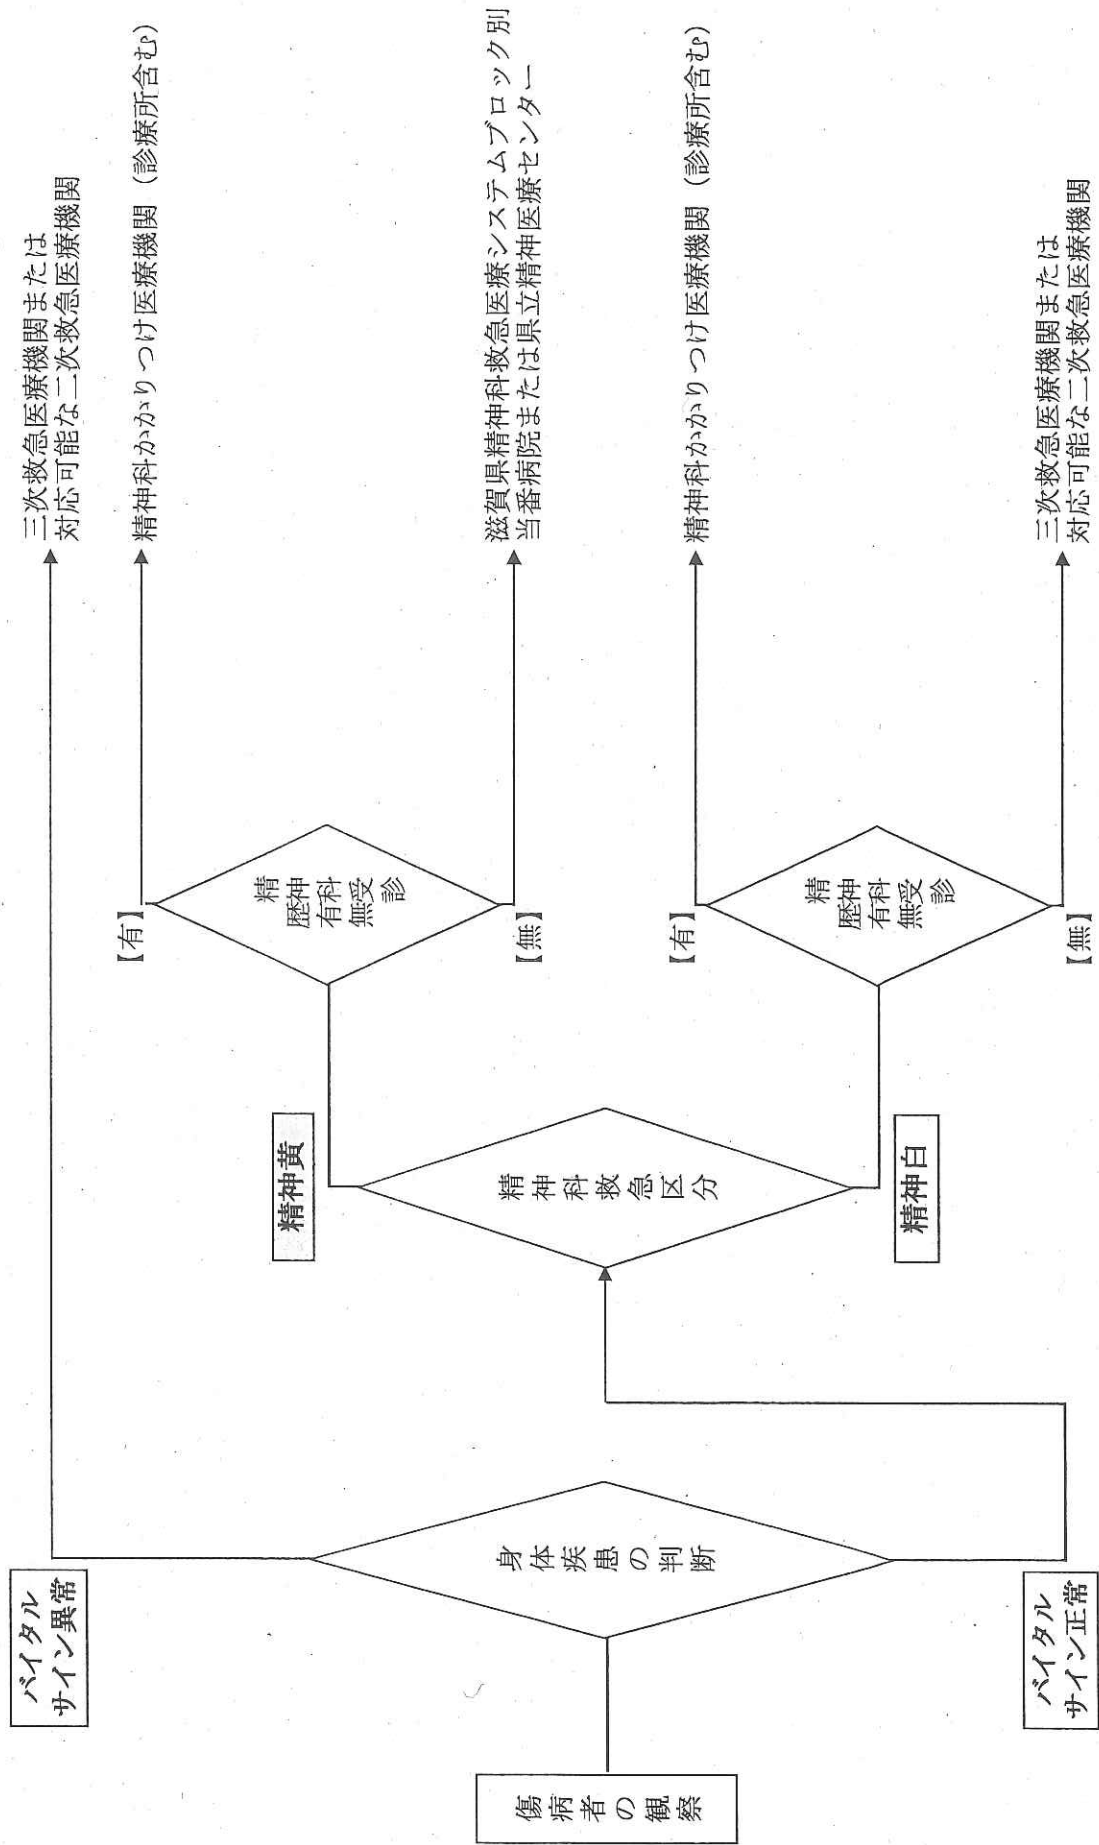 傷病者の観察
バイタル
サイン異常
身体疾患の判断
バイタル
サイン正常
精神黄
精神科救急区分
精神白
【有】
精神科受診
歴有無
【無】
【有】
精神科受診
歴有無
【無】
三次救急医療機関または
対応可能な二次救急医療機関
精神科かかりつけ医療機関（診療所含む）
滋賀県精神科救急医療システムブロック別
当番病院または県立精神医療センター
精神科かかりつけ医療機関（診療所含む）
三次救急医療機関または
対応可能な二次救急医療機関